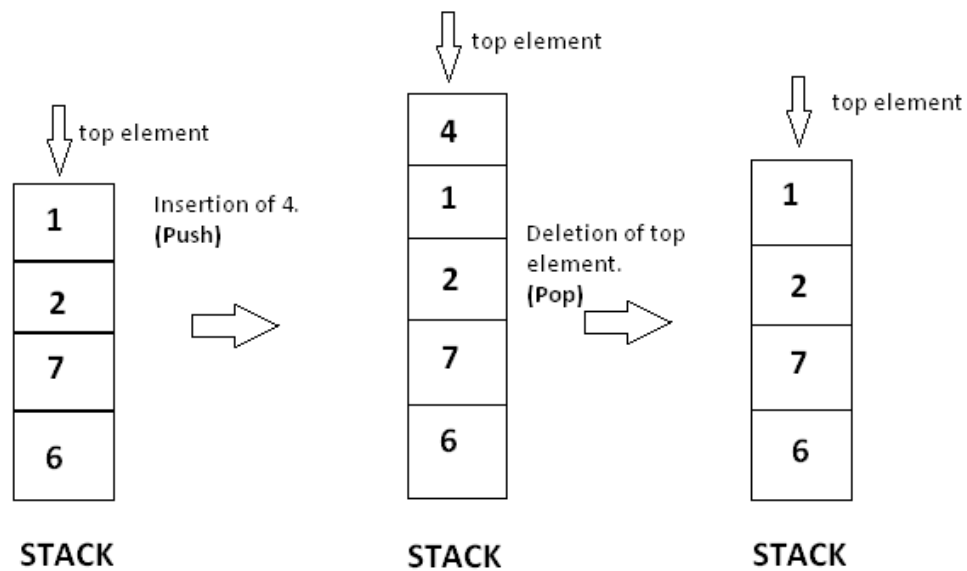 top element
1
2
7
6
STACK
Insertion of 4.
(Push)
top element
4
1
2
7
6
STACK
Deletion of top
element.
(Pop)
top element
1
2
7
6
STACK